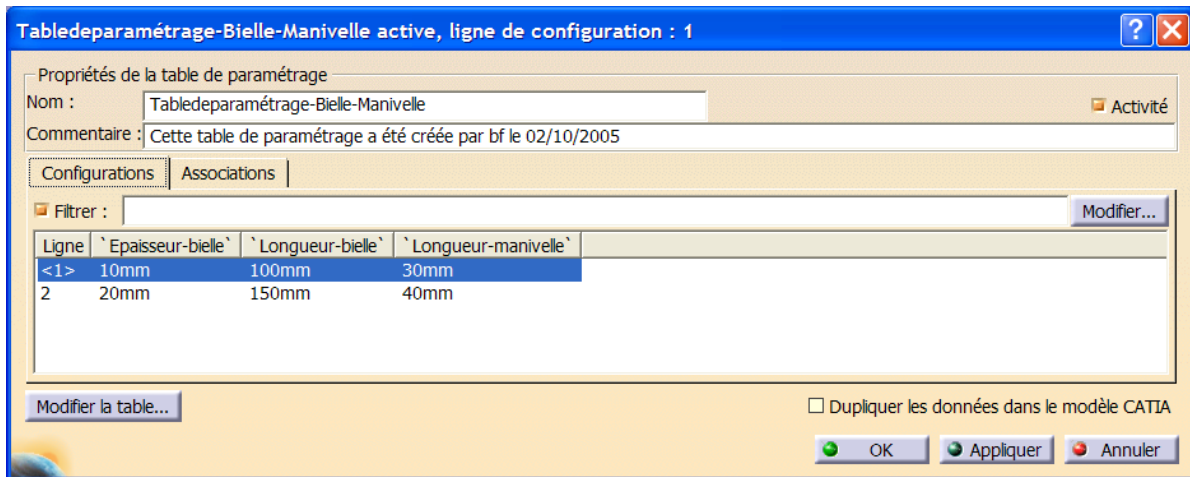 Tabledeparamétrage-Bielle-Manivelle active, ligne de configuration : 1 ?
Propriétés de la table de paramétrage
Nom : Tabledeparamétrage-Bielle-Manivelle Activité
Commentaire : Cette table de paramétrage a été créée par bf le 02/10/2005
Configurations Associations
Filtrer : Modifier...
Ligne `Epaisseur-bielle` `Longueur-bielle` `Longueur-manivelle`
<1> 10mm 100mm 30mm
2 20mm 150mm 40mm
Modifier la table... Dupliquer les données dans le modèle CATIA
OK Appliquer Annuler